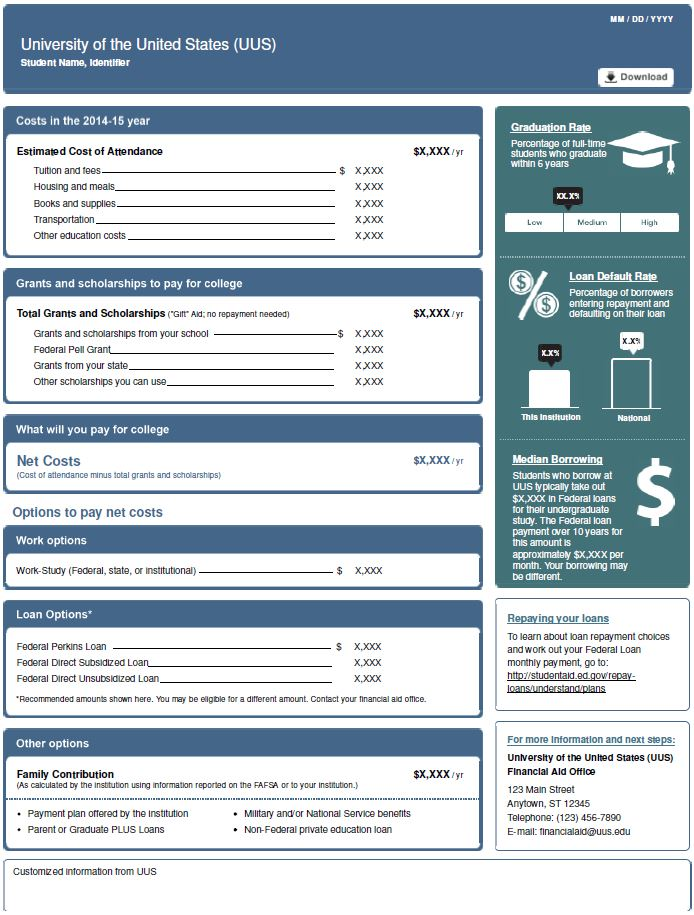 MM / DD / YYYY
University of the United States (UUS)
Student Name, Identifier
Download
Costs in the 2014-15 year
Estimated Cost of Attendance $X,XXX / yr
Tuition and fees $ X,XXX
Housing and meals X,XXX
Books and supplies X,XXX
Transportation X,XXX
Other education costs X,XXX
Grants and scholarships to pay for college
Total Grants and Scholarships ("Gift" Aid; no repayment needed) $X,XXX / yr
Grants and scholarships from your school $ X,XXX
Federal Pell Grant X,XXX
Grants from your state X,XXX
Other scholarships you can use X,XXX
What will you pay for college
Net Costs $X,XXX / yr
(Cost of attendance minus total grants and scholarships)
Options to pay net costs
Work options
Work-Study (Federal, state, or institutional) $ X,XXX
Loan Options*
Federal Perkins Loan $ X,XXX
Federal Direct Subsidized Loan X,XXX
Federal Direct Unsubsidized Loan X,XXX
*Recommended amounts shown here. You may be eligible for a different amount. Contact your financial aid office.
Other options
Family Contribution $X,XXX / yr
(As calculated by the institution using information reported on the FAFSA or to your institution.)
• Payment plan offered by the institution
• Parent or Graduate PLUS Loans
• Military and/or National Service benefits
• Non-Federal private education loan
Customized information from UUS
Graduation Rate
Percentage of full-time
students who graduate
within 6 years
XX.X%
Low Medium High
Loan Default Rate
Percentage of borrowers
entering repayment and
defaulting on their loan
X.X%
X.X%
This Institution
National
Median Borrowing
Students who borrow at
UUS typically take out
$X,XXX in Federal loans
for their undergraduate
study. The Federal loan
payment over 10 years for
this amount is
approximately $X,XXX per
month. Your borrowing may
be different.
Repaying your loans
To learn about loan repayment choices
and work out your Federal Loan
monthly payment, go to:
http://studentaid.ed.gov/repay-
loans/understand/plans
For more information and next steps:
University of the United States (UUS)
Financial Aid Office
123 Main Street
Anytown, ST 12345
Telephone: (123) 456-7890
E-mail: financialaid@uus.edu